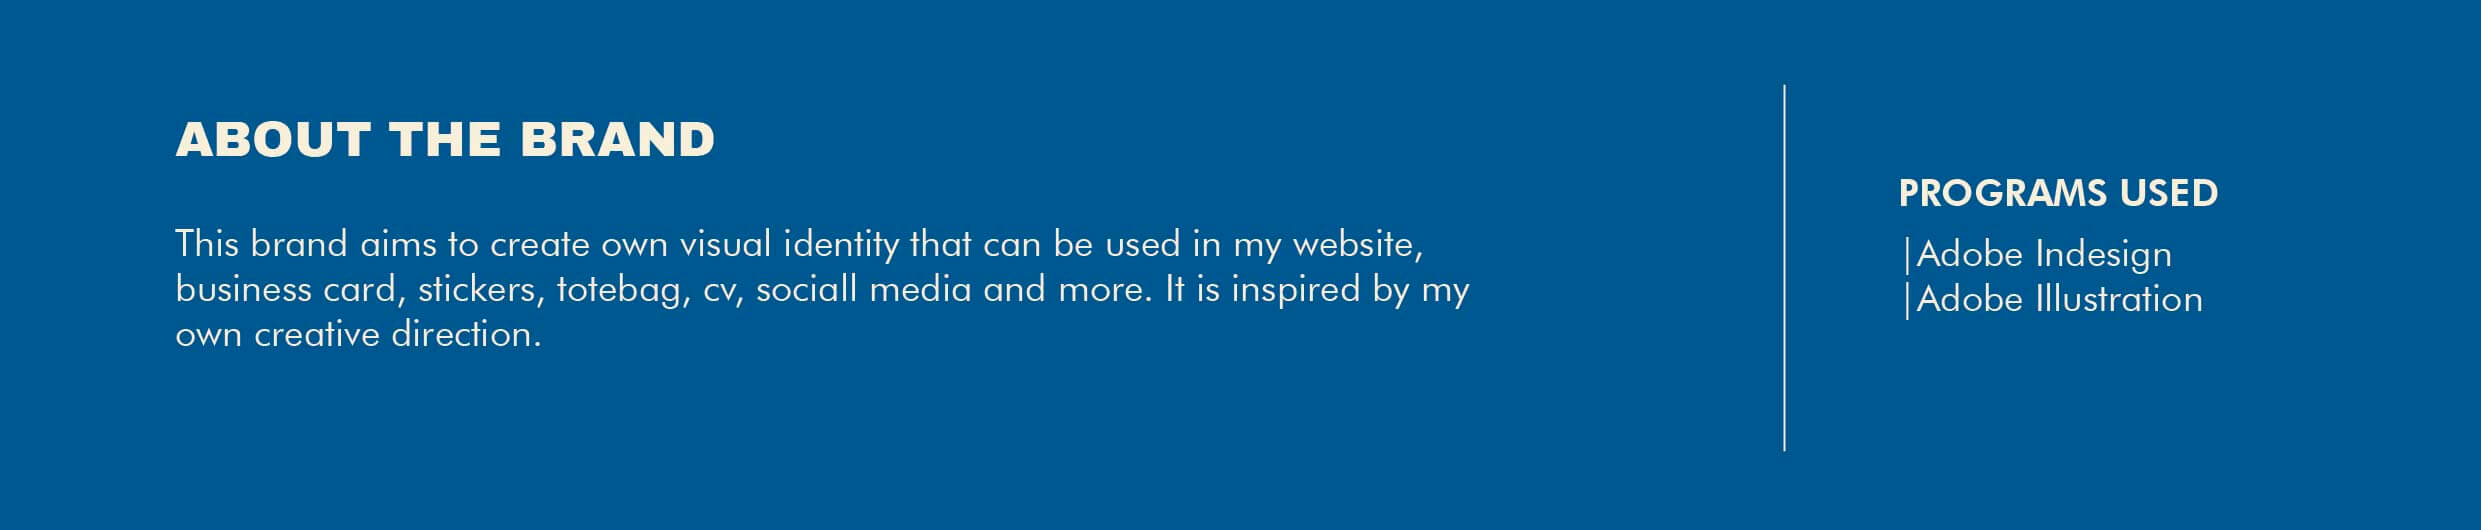 ABOUT THE BRAND
This brand aims to create own visual identity that can be used in my website,
business card, stickers, totebag, cv, sociall media and more. It is inspired by my
own creative direction.
PROGRAMS USED
|Adobe Indesign
|Adobe Illustration